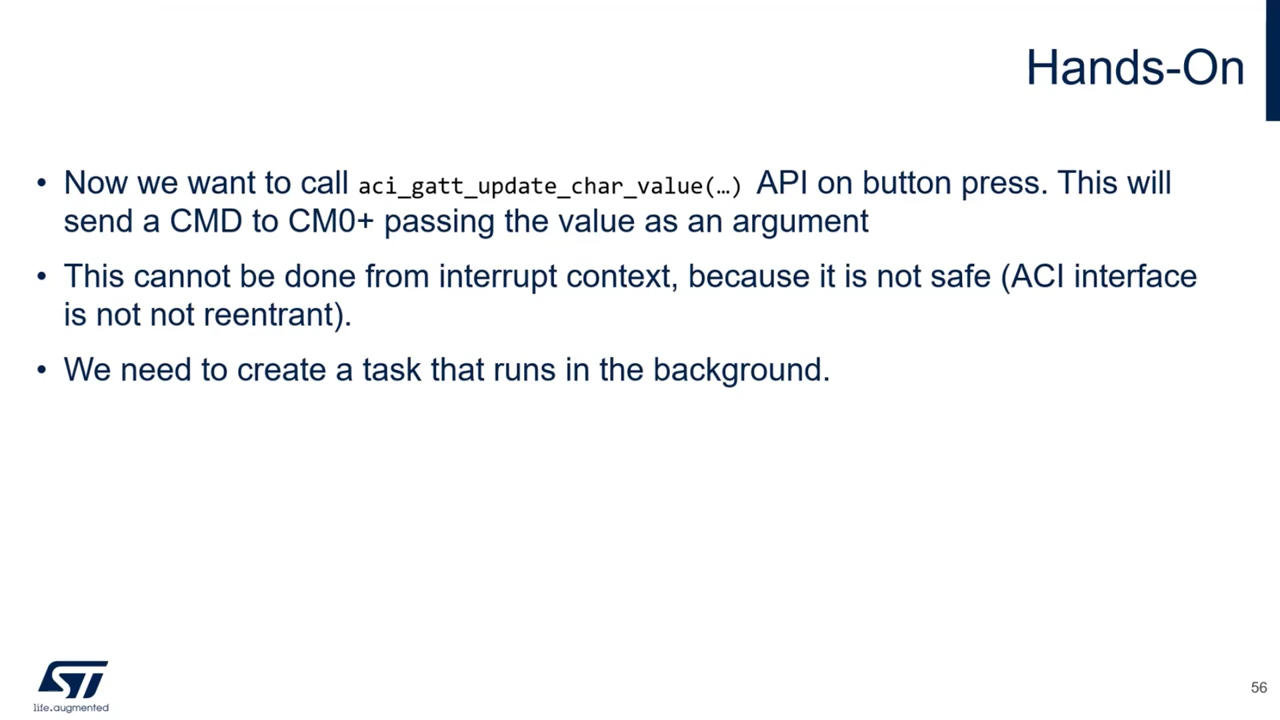 Hands-On
• Now we want to call aci_gatt_update_char_value(…) API on button press. This will
send a CMD to CM0+ passing the value as an argument
• This cannot be done from interrupt context, because it is not safe (ACI interface
is not not reentrant).
• We need to create a task that runs in the background.
ST
life.augmented
56